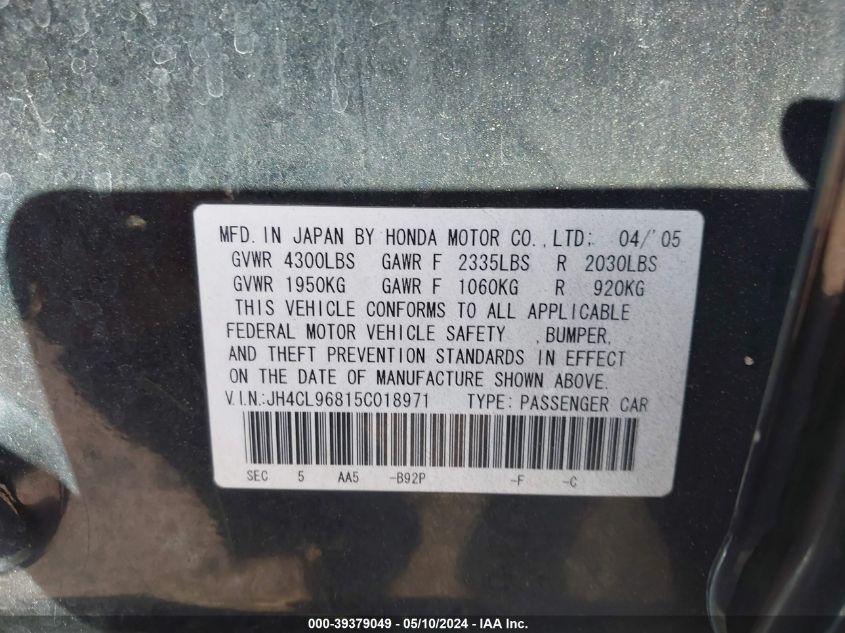 MFD. IN JAPAN BY HONDA MOTOR CO., LTD. 04/'05
GVWR 4300LBS GAWR F 2335LBS R 2030LBS
GVWR 1950KG GAWR F 1060KG R 920KG
THIS VEHICLE CONFORMS TO ALL APPLICABLE
FEDERAL MOTOR VEHICLE SAFETY , BUMPER,
AND THEFT PREVENTION STANDARDS IN EFFECT
ON THE DATE OF MANUFACTURE SHOWN ABOVE.
V.I.N.:JH4CL96815C018971 TYPE: PASSENGER CAR
SEC 5 AA5 -B92P -F -C
000-39379049 - 05/10/2024 - IAA Inc.